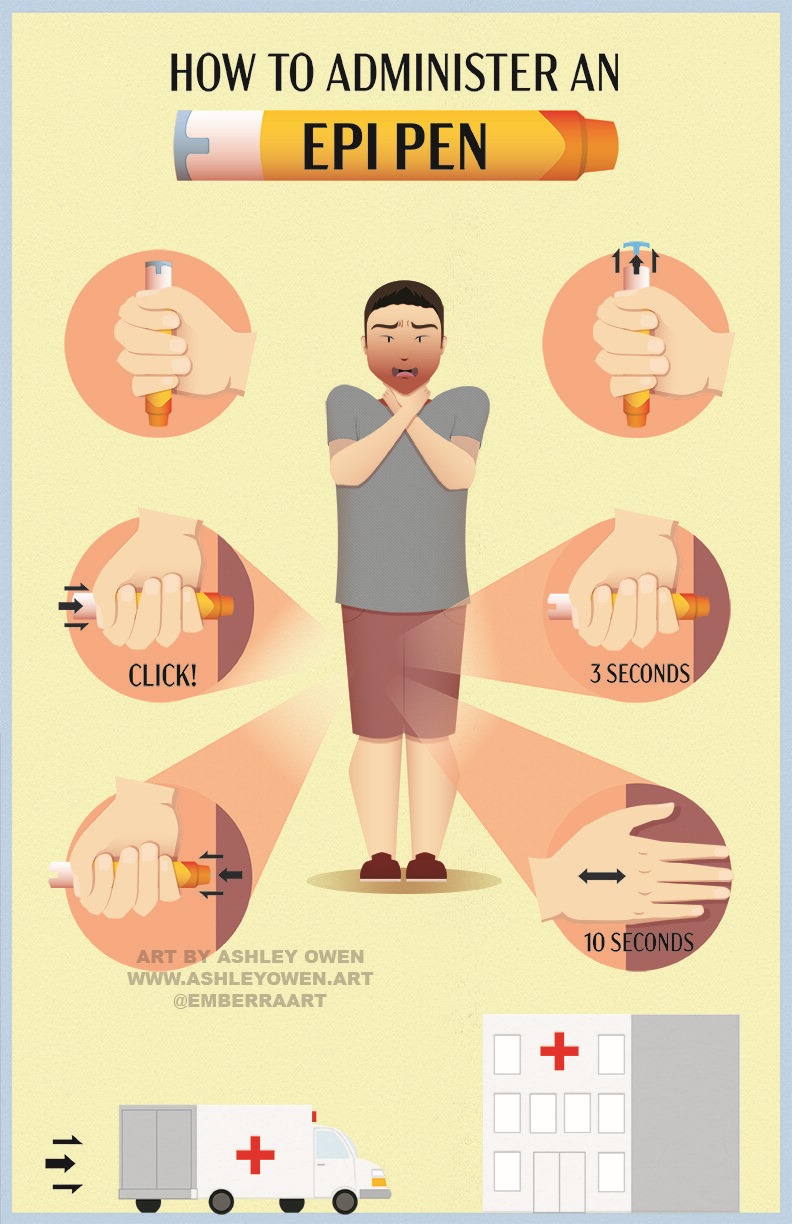 HOW TO ADMINISTER AN
EPI PEN
CLICK!
3 SECONDS
10 SECONDS
ART BY ASHLEY OWEN
WWW.ASHLEYOWEN.ART
@EMBERRAART